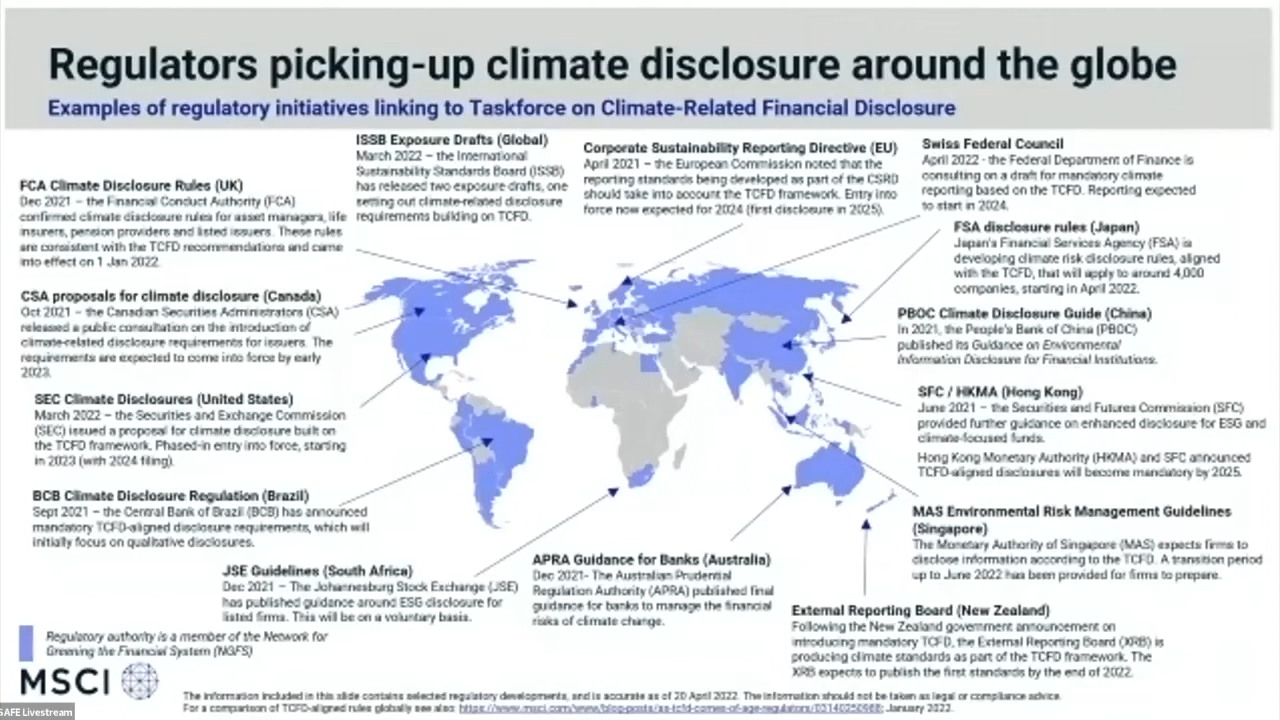 Regulators picking-up climate disclosure around the globe
Examples of regulatory initiatives linking to Taskforce on Climate-Related Financial Disclosure
FCA Climate Disclosure Rules (UK)
Dec 2021 – the Financial Conduct Authority (FCA)
confirmed climate disclosure rules for asset managers, life
insurers, pension providers and listed issuers. These rules
are consistent with the TCFD recommendations and came
into effect on 1 Jan 2022.
ISSB Exposure Drafts (Global)
March 2022 – the International
Sustainability Standards Board (ISSB)
has released two exposure drafts, one
setting out climate-related disclosure
requirements building on TCFD.
Corporate Sustainability Reporting Directive (EU)
April 2021 – the European Commission noted that the
reporting standards being developed as part of the CSRD
should take into account the TCFD framework. Entry into
force now expected for 2024 (first disclosure in 2025).
Swiss Federal Council
April 2022 - the Federal Department of Finance is
consulting on a draft for mandatory climate
reporting based on the TCFD. Reporting expected
to start in 2024.
FSA disclosure rules (Japan)
Japan's Financial Services Agency (FSA) is
developing climate risk disclosure rules, aligned
with the TCFD, that will apply to around 4,000
companies, starting in April 2022.
CSA proposals for climate disclosure (Canada)
Oct 2021 – the Canadian Securities Administrators (CSA)
released a public consultation on the introduction of
climate-related disclosure requirements for issuers. The
requirements are expected to come into force by early
2023.
PBOC Climate Disclosure Guide (China)
In 2021, the People's Bank of China (PBOC)
published its Guidance on Environmental
Information Disclosure for Financial Institutions.
SEC Climate Disclosures (United States)
March 2022 – the Securities and Exchange Commission
(SEC) issued a proposal for climate disclosure built on
the TCFD framework. Phased-in entry into force, starting
in 2023 (with 2024 filing).
SFC / HKMA (Hong Kong)
June 2021 – the Securities and Futures Commission (SFC)
provided further guidance on enhanced disclosure for ESG and
climate-focused funds.
Hong Kong Monetary Authority (HKMA) and SFC announced
TCFD-aligned disclosures will become mandatory by 2025.
BCB Climate Disclosure Regulation (Brazil)
Sept 2021 – the Central Bank of Brazil (BCB) has announced
mandatory TCFD-aligned disclosure requirements, which will
initially focus on qualitative disclosures.
MAS Environmental Risk Management Guidelines
(Singapore)
The Monetary Authority of Singapore (MAS) expects firms to
disclose information according to the TCFD. A transition period
up to June 2022 has been provided for firms to prepare.
JSE Guidelines (South Africa)
Dec 2021 – The Johannesburg Stock Exchange (JSE)
has published guidance around ESG disclosure for
listed firms. This will be on a voluntary basis.
APRA Guidance for Banks (Australia)
Dec 2021- The Australian Prudential
Regulation Authority (APRA) published final
guidance for banks to manage the financial
risks of climate change.
External Reporting Board (New Zealand)
Following the New Zealand government announcement on
introducing mandatory TCFD, the External Reporting Board (XRB) is
producing climate standards as part of the TCFD framework. The
XRB expects to publish the first standards by the end of 2022.
Regulatory authority is a member of the Network for
Greening the Financial System (NGFS)
MSCI
SAFE Livestream
The information included in this slide contains selected regulatory developments, and is accurate as of 20 April 2022. The information should not be taken as legal or compliance advice.
For a comparison of TCFD-aligned rules globally see also: https://www.msci.com/www/blog-posts/as-tcfd-comes-of-age-regulators/03140250988; January 2022.